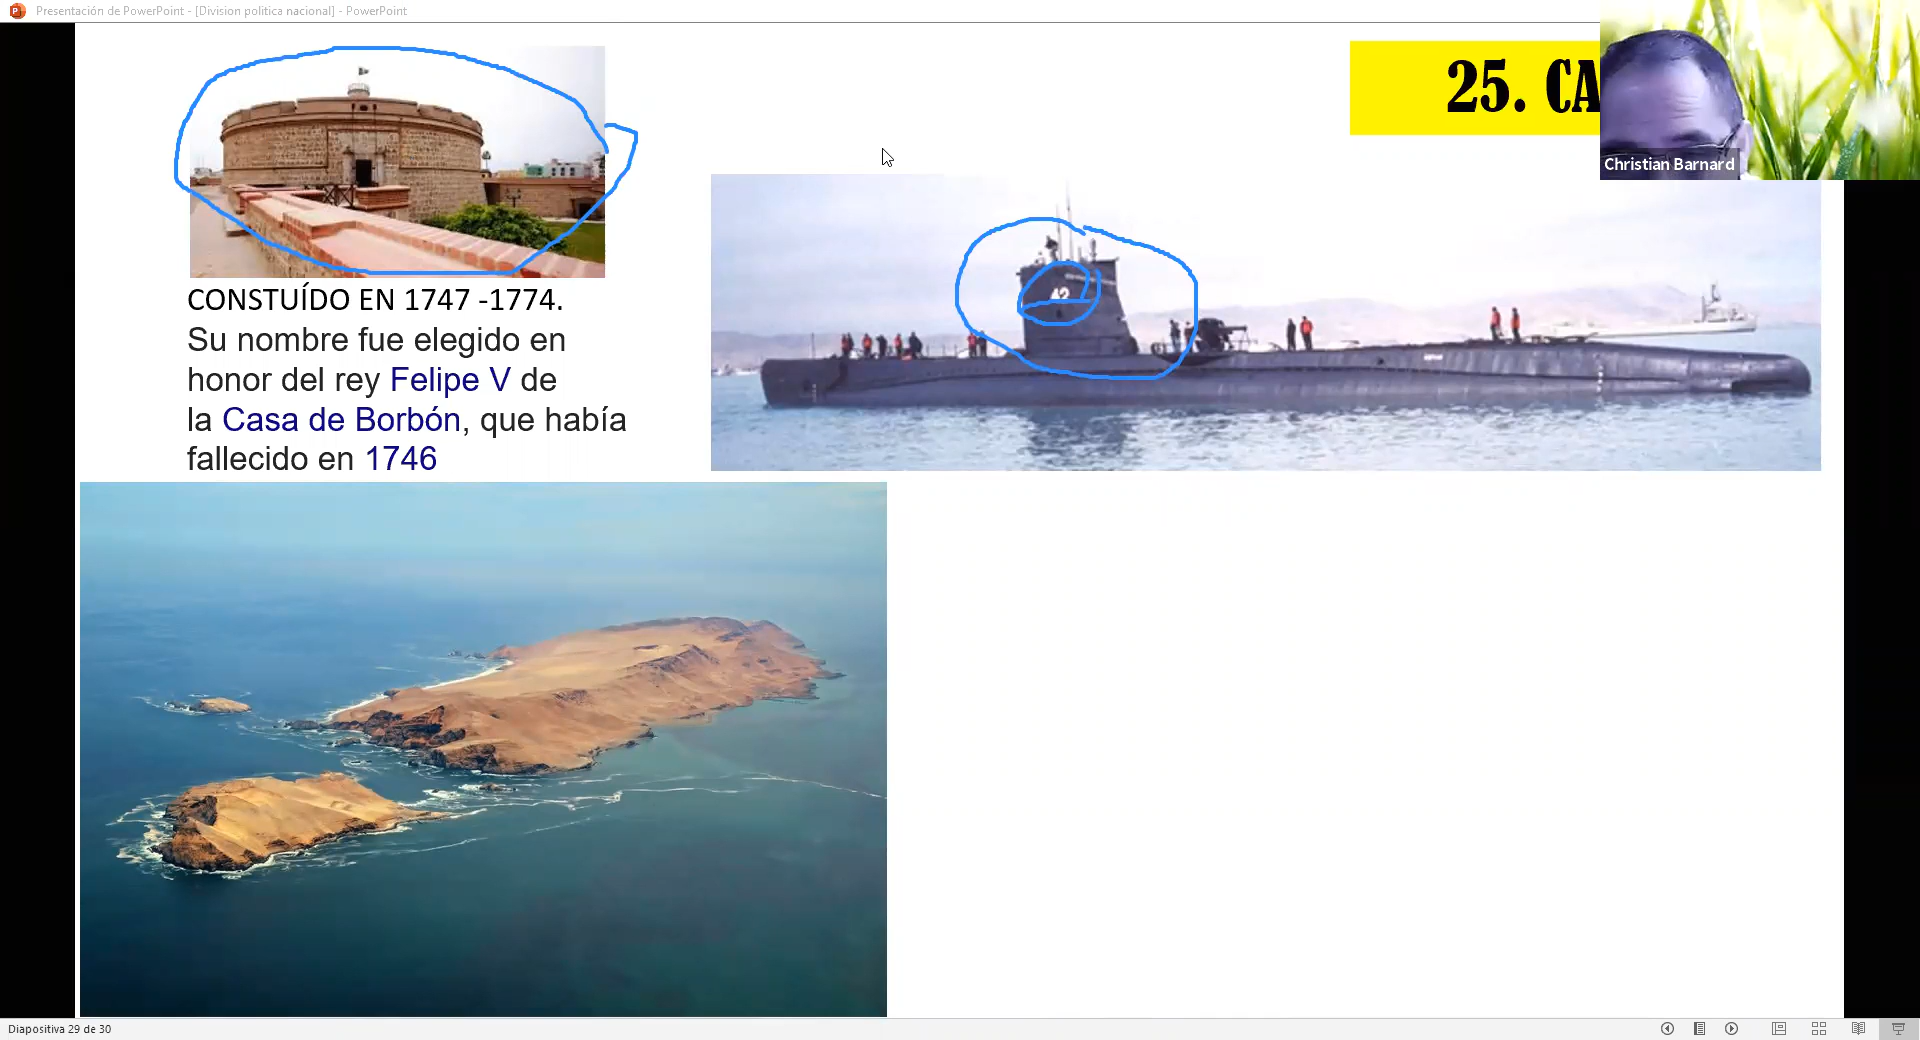 Presentación de PowerPoint - [Division politica nacional] - PowerPoint
25. CA
Christian Barnard
42
CONSTUÍDO EN 1747 -1774.
Su nombre fue elegido en
honor del rey Felipe V de
la Casa de Borbón, que había
fallecido en 1746
Diapositiva 29 de 30